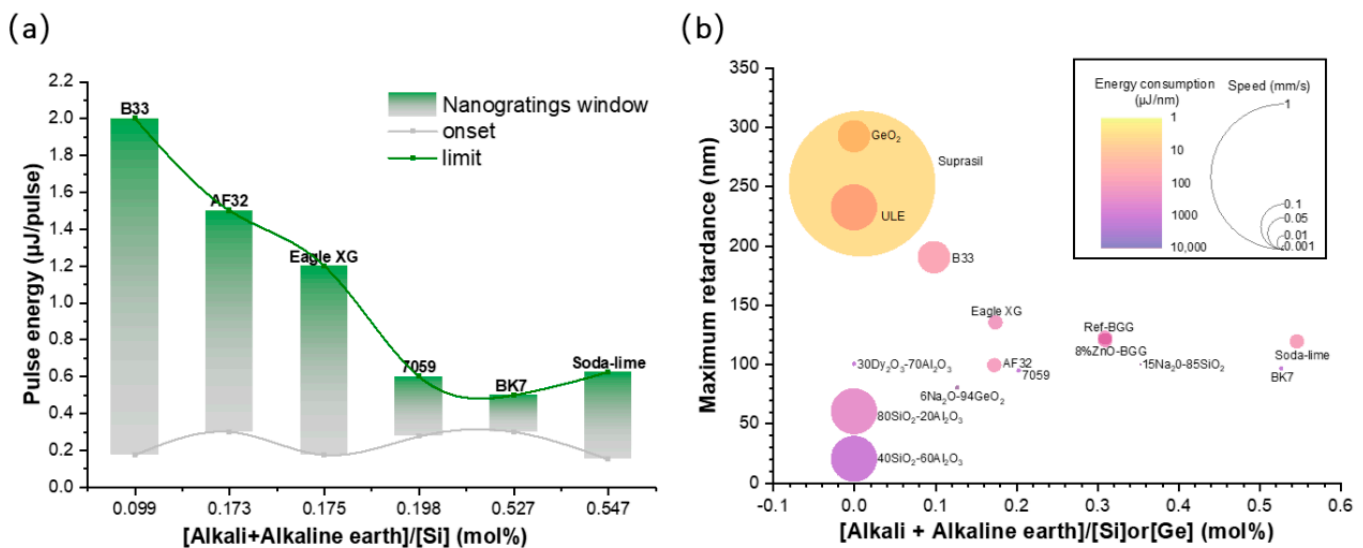 (a)
2.2
2.0
1.8
1.6
1.4
1.2
1.0
0.8
0.6
0.4
0.2
0.0
Pulse energy (µJ/pulse)
B33
AF32
Eagle XG
7059
BK7
Soda-lime
Nanogratings window
onset
limit
0.099 0.173 0.175 0.198 0.527 0.547
[Alkali+Alkaline earth]/[Si] (mol%)
(b)
350
300
250
200
150
100
50
0
Maximum retardance (nm)
GeO₂
Suprasil
ULE
B33
Eagle XG
Ref-BGG
8%ZnO-BGG
Soda-lime
30Dy₂O₃-70Al₂O₃
AF32
7059
15Na₂0-85SiO₂
BK7
6Na₂O-94GeO₂
80SiO₂-20Al₂O₃
40SiO₂-60Al₂O₃
Energy consumption
(µJ/nm)
1
10
100
1000
10,000
Speed (mm/s)
1
0.1
0.05
0.01
0.001
-0.1 0.0 0.1 0.2 0.3 0.4 0.5 0.6
[Alkali + Alkaline earth]/[Si]or[Ge] (mol%)